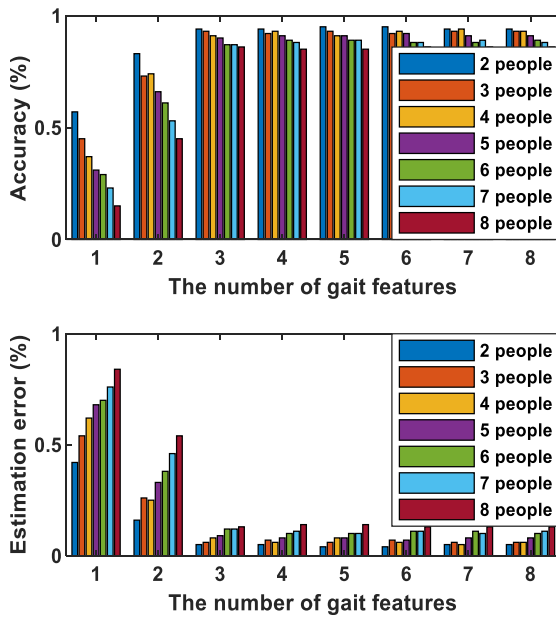 Accuracy (%)
1
0.5
0
2 people
3 people
4 people
5 people
6 people
7 people
8 people
1 2 3 4 5 6 7 8
The number of gait features
Estimation error (%)
1
0.5
0
2 people
3 people
4 people
5 people
6 people
7 people
8 people
1 2 3 4 5 6 7 8
The number of gait features